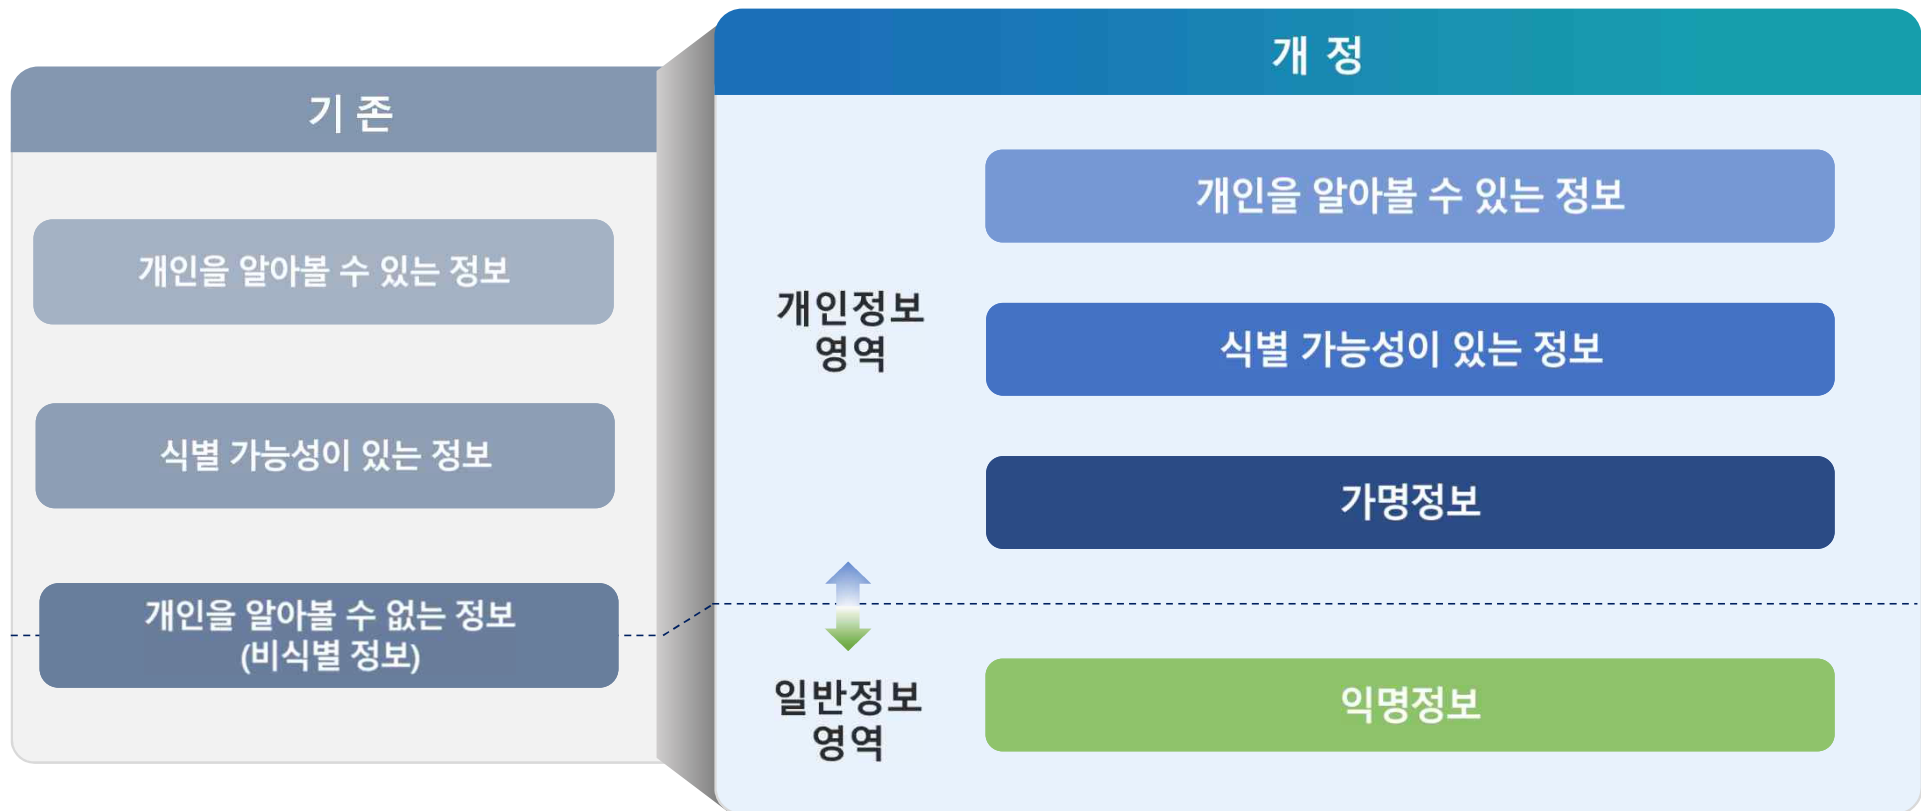 기 존
개인을 알아볼 수 있는 정보
식별 가능성이 있는 정보
개인을 알아볼 수 없는 정보
(비식별 정보)
개 정
개인정보
영역
개인을 알아볼 수 있는 정보
식별 가능성이 있는 정보
가명정보
일반정보
영역
익명정보